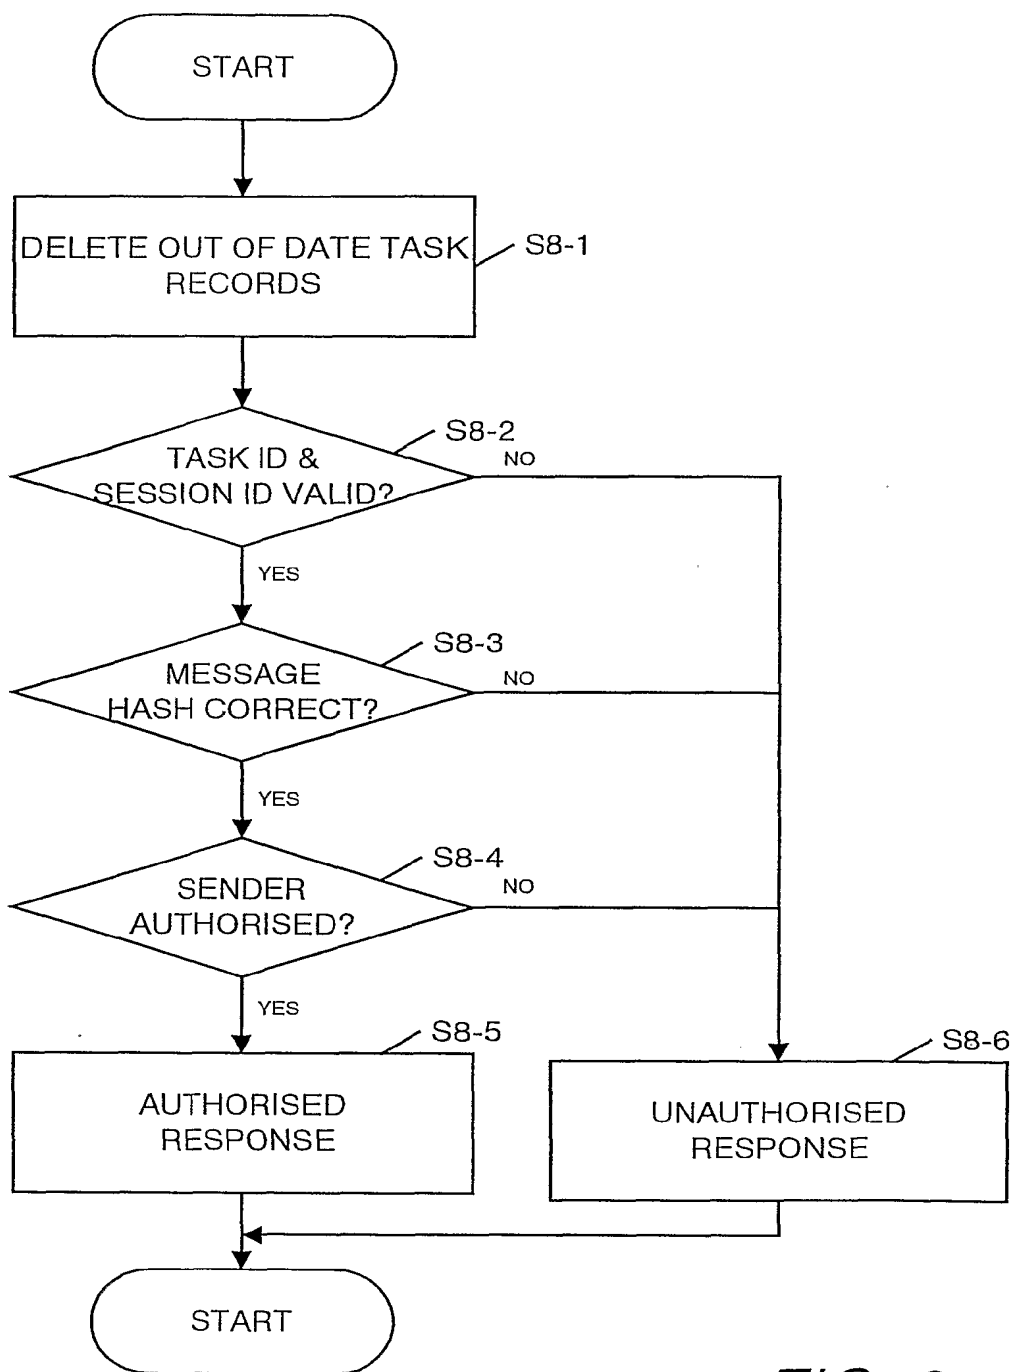 START
DELETE OUT OF DATE TASK
RECORDS
S8-1
S8-2
TASK ID &
SESSION ID VALID?
NO
YES
S8-3
MESSAGE
HASH CORRECT?
NO
YES
S8-4
SENDER
AUTHORISED?
NO
YES
S8-5
AUTHORISED
RESPONSE
S8-6
UNAUTHORISED
RESPONSE
START